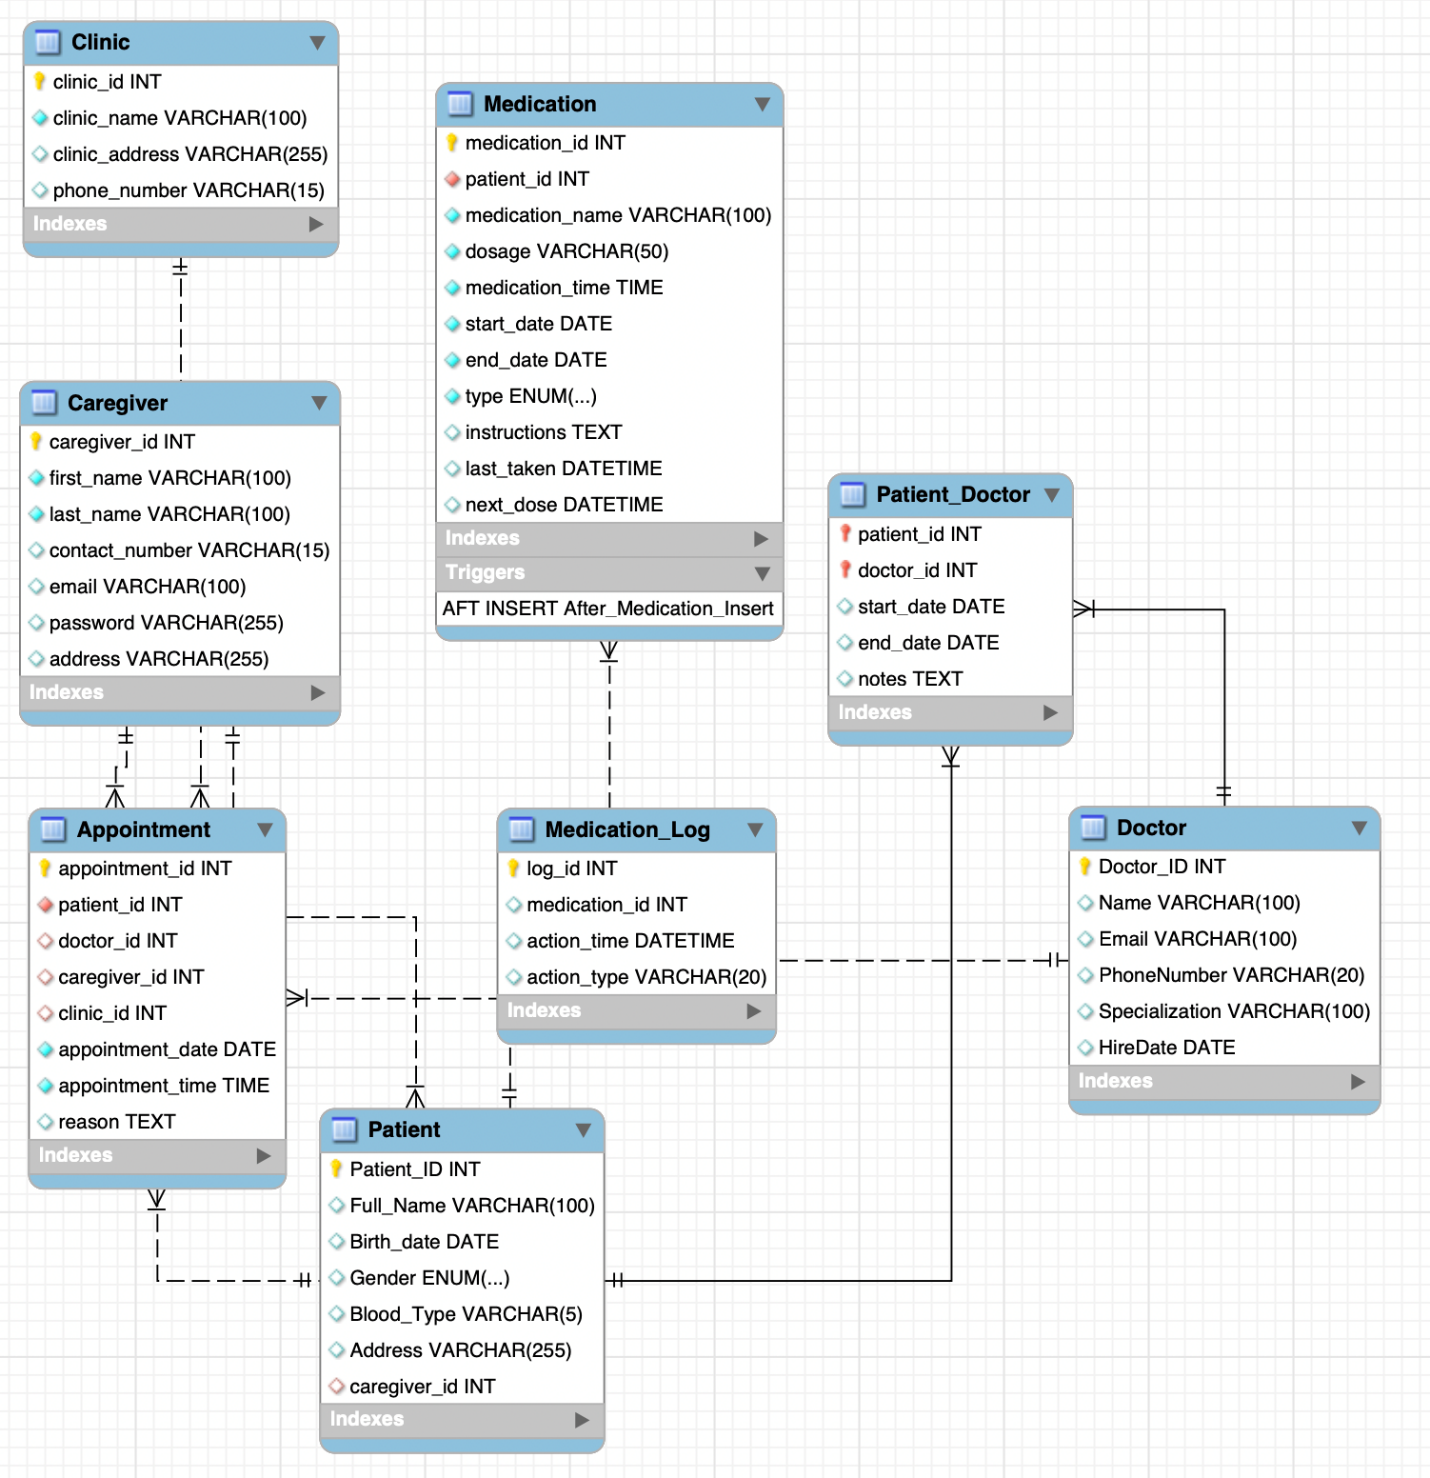 Clinic
clinic_id INT
clinic_name VARCHAR(100)
clinic_address VARCHAR(255)
phone_number VARCHAR(15)
Indexes
Medication
medication_id INT
patient_id INT
medication_name VARCHAR(100)
dosage VARCHAR(50)
medication_time TIME
start_date DATE
end_date DATE
type ENUM(...)
instructions TEXT
last_taken DATETIME
next_dose DATETIME
Indexes
Triggers
AFT INSERT After_Medication_Insert
Caregiver
caregiver_id INT
first_name VARCHAR(100)
last_name VARCHAR(100)
contact_number VARCHAR(15)
email VARCHAR(100)
password VARCHAR(255)
address VARCHAR(255)
Indexes
Patient_Doctor
patient_id INT
doctor_id INT
start_date DATE
end_date DATE
notes TEXT
Indexes
Appointment
appointment_id INT
patient_id INT
doctor_id INT
caregiver_id INT
clinic_id INT
appointment_date DATE
appointment_time TIME
reason TEXT
Indexes
Medication_Log
log_id INT
medication_id INT
action_time DATETIME
action_type VARCHAR(20)
Indexes
Doctor
Doctor_ID INT
Name VARCHAR(100)
Email VARCHAR(100)
PhoneNumber VARCHAR(20)
Specialization VARCHAR(100)
HireDate DATE
Indexes
Patient
Patient_ID INT
Full_Name VARCHAR(100)
Birth_date DATE
Gender ENUM(...)
Blood_Type VARCHAR(5)
Address VARCHAR(255)
caregiver_id INT
Indexes